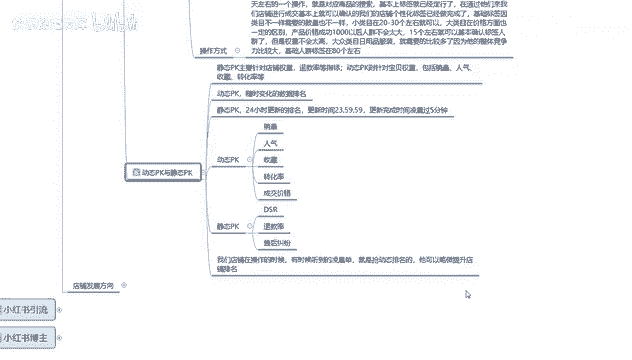 天左右的一个操作，就是对应商品的搜索，基本上标签就已经定行了，在通过他们来我
们店铺进行成交基本上就可以确认的我们的店铺个性化标签已经做完了，基础标签因
类目不一样需要的数量也不一样，小类目在20-30个左右就可以，大类目在价格方面也
一定的区别，产品价格成功1000以后人群不会太大，15个左右就可以基本确认标签人
群了，但是权重不会太高，大众类目日用品服装，就需要的比较多了因为他的整体竞争
力比较大，基础人群标签在80个左右
操作方式
静态PK主要针对店铺权重，退款率等指标；动态PK则针对宝贝权重，包括销量、人气、
收藏、转化率等
动态PK，随时变化的数据排名
静态PK，24小时更新的排名，更新时间23.59.59，更新完成时间凌晨过5分钟
动态PK与静态PK
动态PK
销量
人气
收藏
转化率
成交价格
静态PK
DSR
退款率
售后纠纷
我们店铺在操作的时候，有时候听到的凌晨单，就是抢动态排名的，他可以略微提升店
铺排名
店铺发展方向
小红书引流
小红书博主